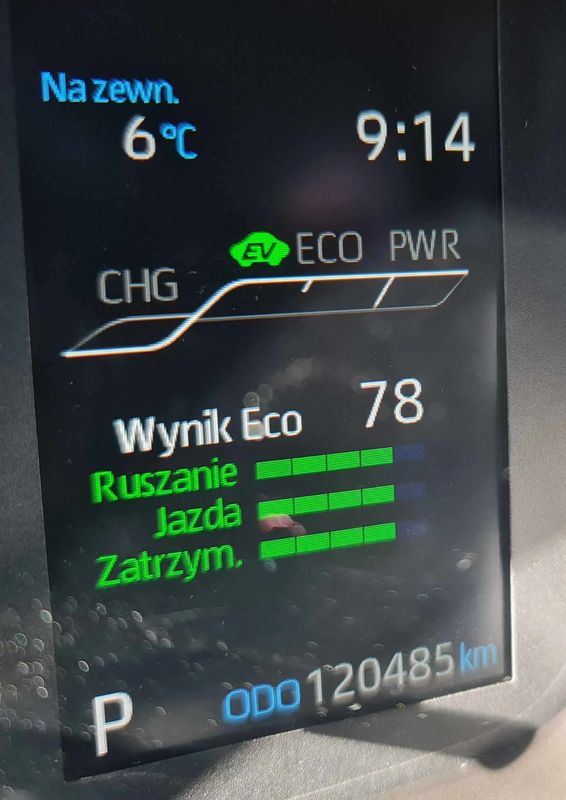 Na zewn.
6°C 9:14
EV ECO PWR
CHG
Wynik Eco 78
Ruszanie
Jazda
Zatrzym.
P ODO 120485 km